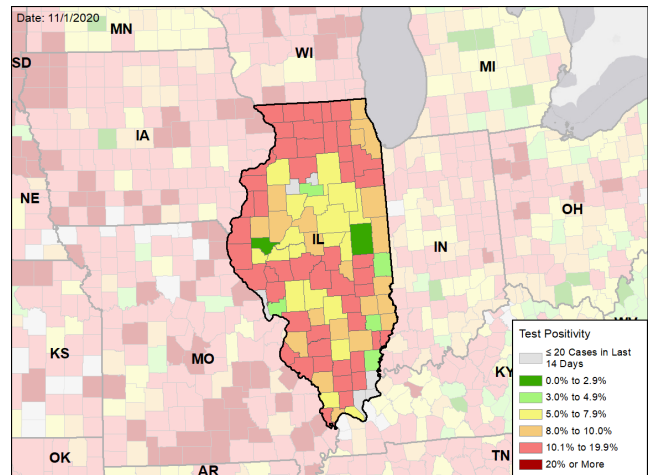 Date: 11/1/2020
MN
WI
SD
MI
IA
NE
OH
IL
IN
WV
KS
MO
KY
OK
AR
TN
Test Positivity
≤ 20 Cases in Last
14 Days
0.0% to 2.9%
3.0% to 4.9%
5.0% to 7.9%
8.0% to 10.0%
10.1% to 19.9%
20% or More